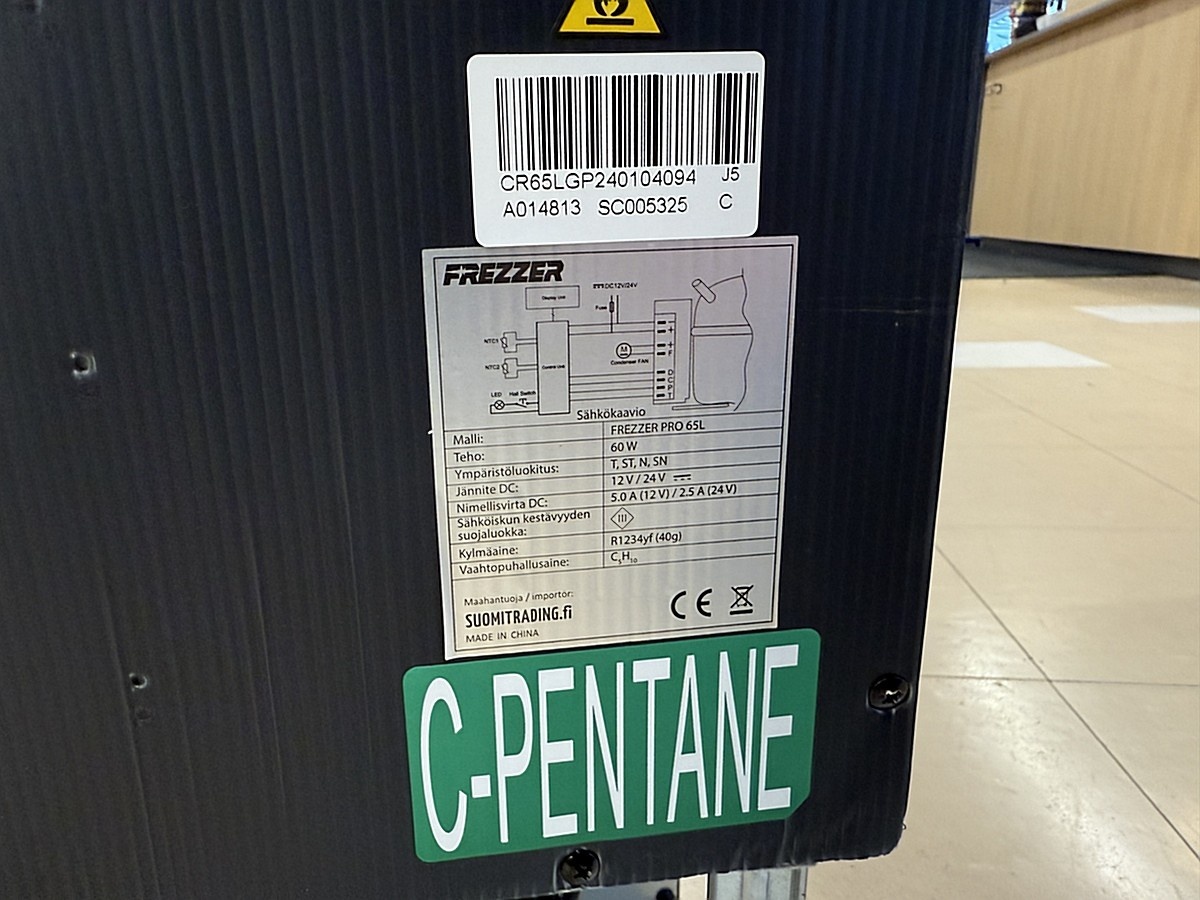 CR65LGP240104094 J5
A014813 SC005325 C
FREZZER
Display Unit
DC12V/24V
Fuse
NTC1
NTC2
Control Unit
M
Condenser FAN
LED Hall Switch
-
+
+
F
D
C
P
T
Sähkökaavio
Malli: FREZZER PRO 65L
Teho: 60 W
Ympäristöluokitus: T, ST, N, SN
Jännite DC: 12 V / 24 V
Nimellisvirta DC: 5.0 A (12 V) / 2.5 A (24 V)
Sähköiskun kestävyyden
suojaluokka: III
Kylmäaine: R1234yf (40g)
Vaahtopuhallusaine: C₅H₁₀
Maahantuoja / importör:
SUOMITRADING.fi
MADE IN CHINA
CE
C-PENTANE